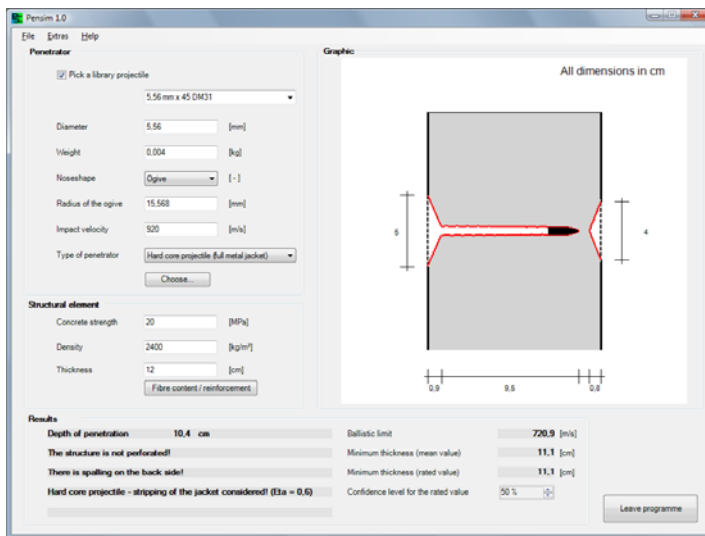 Pensim 1.0
File Extras Help
Penetrator
Pick a library projectile
5,56 mm x 45 DM31
Diameter 5,56 [mm]
Weight 0,004 [kg]
Noseshape Ogive [ - ]
Radius of the ogive 15,568 [mm]
Impact velocity 920 [m/s]
Type of penetrator Hard core projectile (full metal jacket)
Choose...
Structural element
Concrete strength 20 [MPa]
Density 2400 [kg/m³]
Thickness 12 [cm]
Fibre content / reinforcement
Graphic
All dimensions in cm
5 4
0,9 9,5 0,8
Results
Depth of penetration 10,4 cm
The structure is not perforated!
There is spalling on the back side!
Hard core projectile - stripping of the jacket considered! (Eta = 0,6)
Ballistic limit 720,9 [m/s]
Minimum thickness (mean value) 11,1 [cm]
Minimum thickness (rated value) 11,1 [cm]
Confidence level for the rated value 50 %
Leave programme